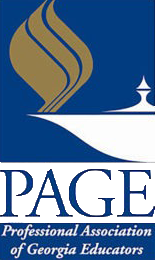 PAGE
Professional Association
of Georgia Educators